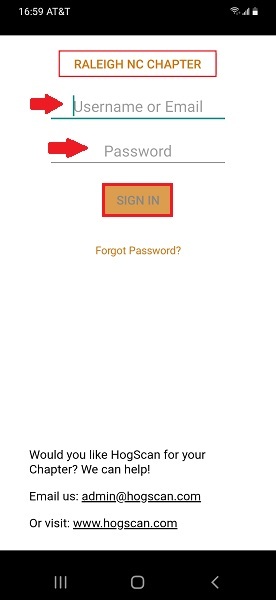 16:59 AT&T
RALEIGH NC CHAPTER
Username or Email
Password
SIGN IN
Forgot Password?
Would you like HogScan for your
Chapter? We can help!
Email us: admin@hogscan.com
Or visit: www.hogscan.com